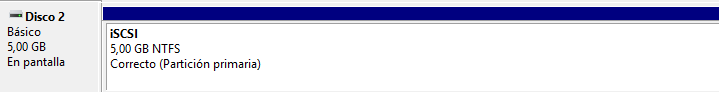 Disco 2
Básico
5,00 GB
En pantalla
iSCSI
5,00 GB NTFS
Correcto (Partición primaria)